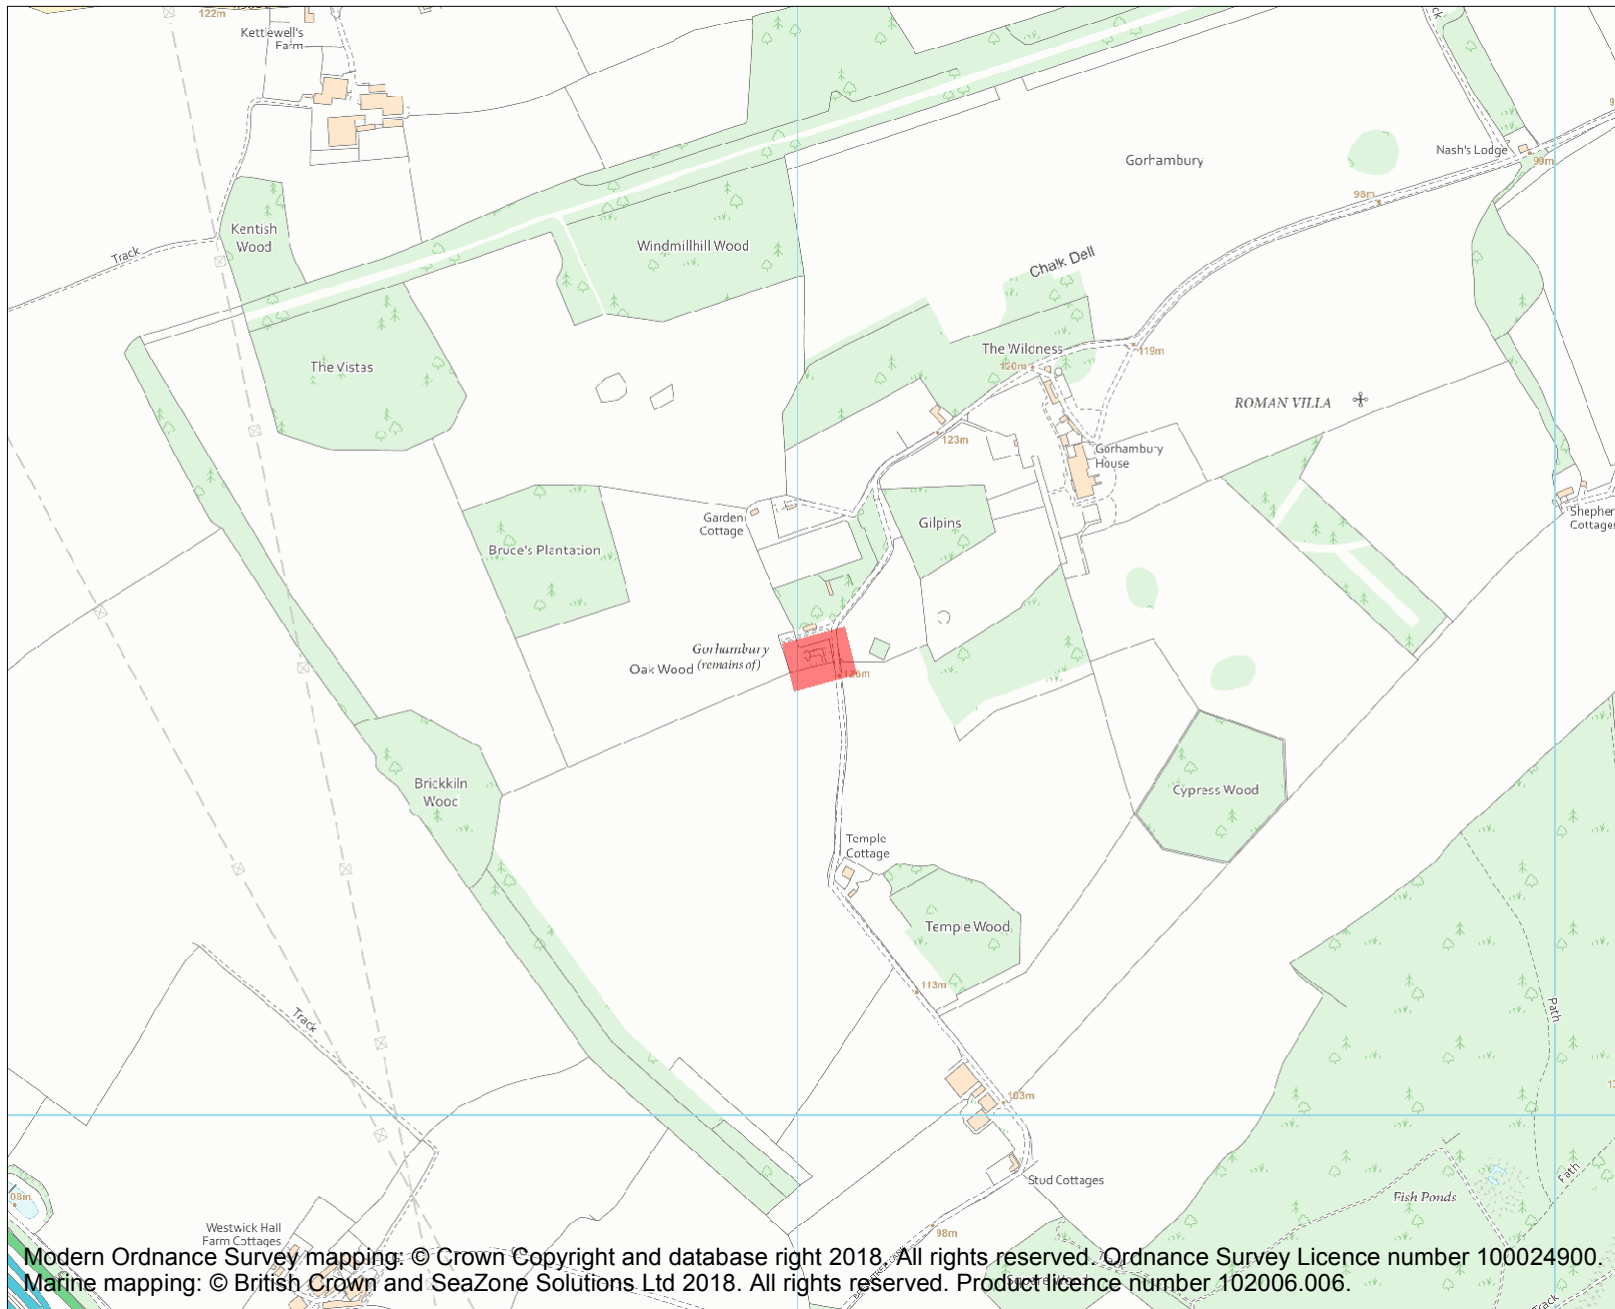 122m
Kettlewell's
Farm
Track
Nash's Lodge
99m
Gorhambury
98m
Kentish
Wood
Windmillhill Wood
Track
Chalk Dell
The Vistas
The Wildness
119m
120m
ROMAN VILLA
123m
Gorhambury
House
Garden
Cottage
Gilpins
Shepher
Cottages
Bruce's Plantation
Gorhambury
(remains of)
Oak Wood
126m
Brickkiln
Wood
Cypress Wood
Temple
Cottage
Temple Wood
113m
Track
Path
103m
Stud Cottages
Path
Fish Ponds
08m
Westwick Hall
Farm Cottages
98m
Square Wood
Track
Modern Ordnance Survey mapping: © Crown Copyright and database right 2018. All rights reserved. Ordnance Survey Licence number 100024900.
Marine mapping: © British Crown and SeaZone Solutions Ltd 2018. All rights reserved. Product licence number 102006.006.